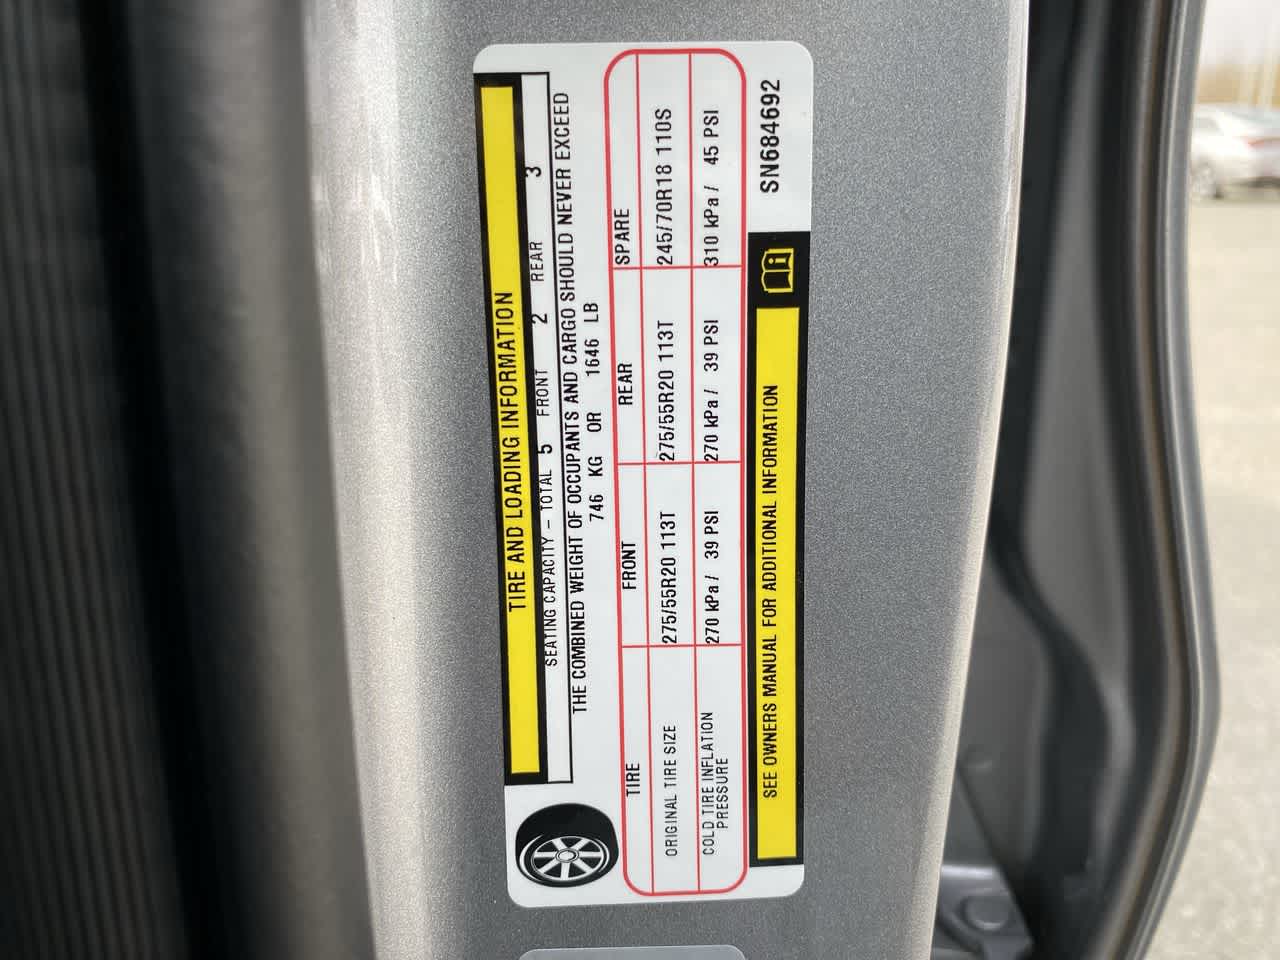 TIRE AND LOADING INFORMATION
SEATING CAPACITY – TOTAL 5 FRONT 2 REAR 3
THE COMBINED WEIGHT OF OCCUPANTS AND CARGO SHOULD NEVER EXCEED
746 KG OR 1646 LB
TIRE FRONT REAR SPARE
ORIGINAL TIRE SIZE 275/55R20 113T 275/55R20 113T 245/70R18 110S
COLD TIRE INFLATION PRESSURE 270 kPa / 39 PSI 270 kPa / 39 PSI 310 kPa / 45 PSI
SEE OWNERS MANUAL FOR ADDITIONAL INFORMATION
SN684692